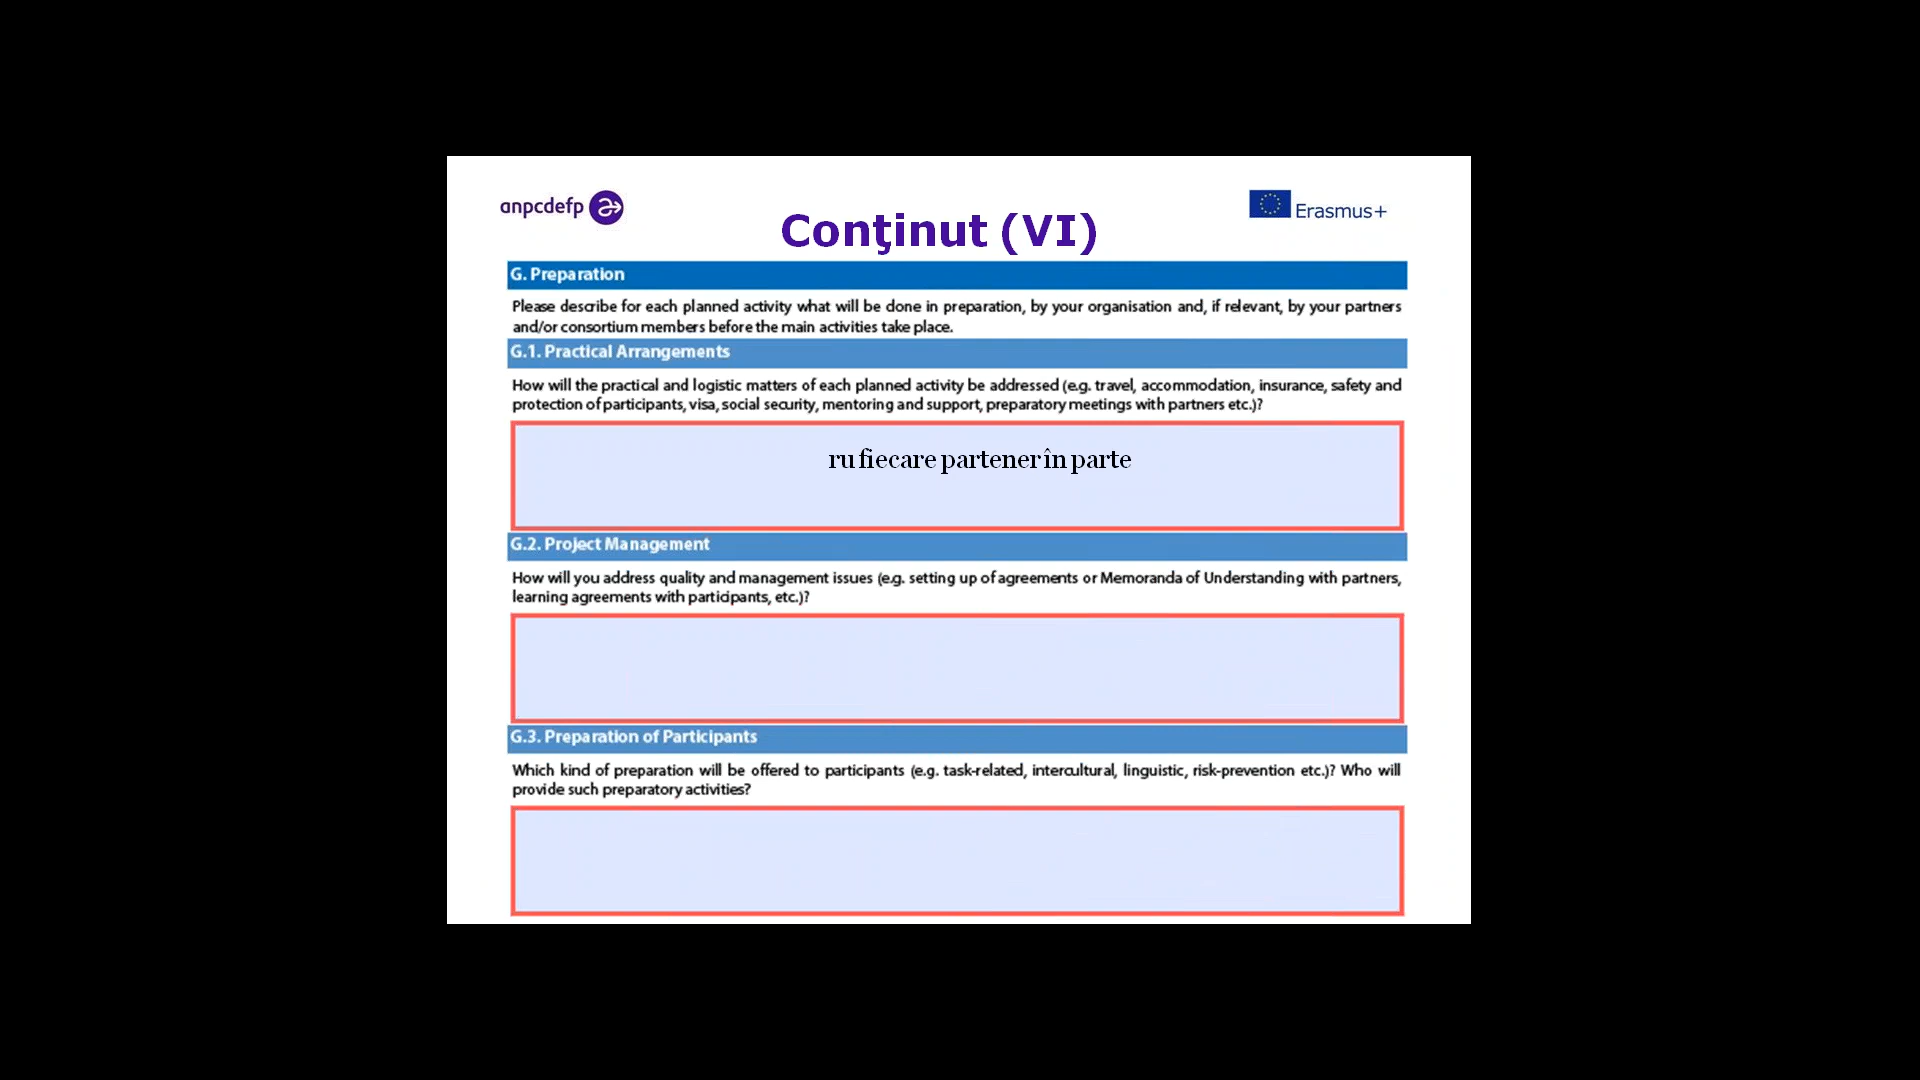 anpcdefp
Erasmus+
Conţinut (VI)
G. Preparation
Please describe for each planned activity what will be done in preparation, by your organisation and, if relevant, by your partners
and/or consortium members before the main activities take place.
G.1. Practical Arrangements
How will the practical and logistic matters of each planned activity be addressed (e.g. travel, accommodation, insurance, safety and
protection of participants, visa, social security, mentoring and support, preparatory meetings with partners etc.)?
ru fiecare partener în parte
G.2. Project Management
How will you address quality and management issues (e.g. setting up of agreements or Memoranda of Understanding with partners,
learning agreements with participants, etc.)?
G.3. Preparation of Participants
Which kind of preparation will be offered to participants (e.g. task-related, intercultural, linguistic, risk-prevention etc.)? Who will
provide such preparatory activities?